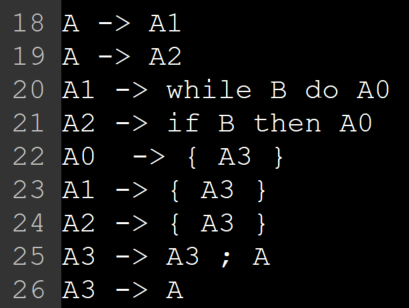 18 A -> A1
19 A -> A2
20 A1 -> while B do A0
21 A2 -> if B then A0
22 A0  -> { A3 }
23 A1 -> { A3 }
24 A2 -> { A3 }
25 A3 -> A3 ; A
26 A3 -> A